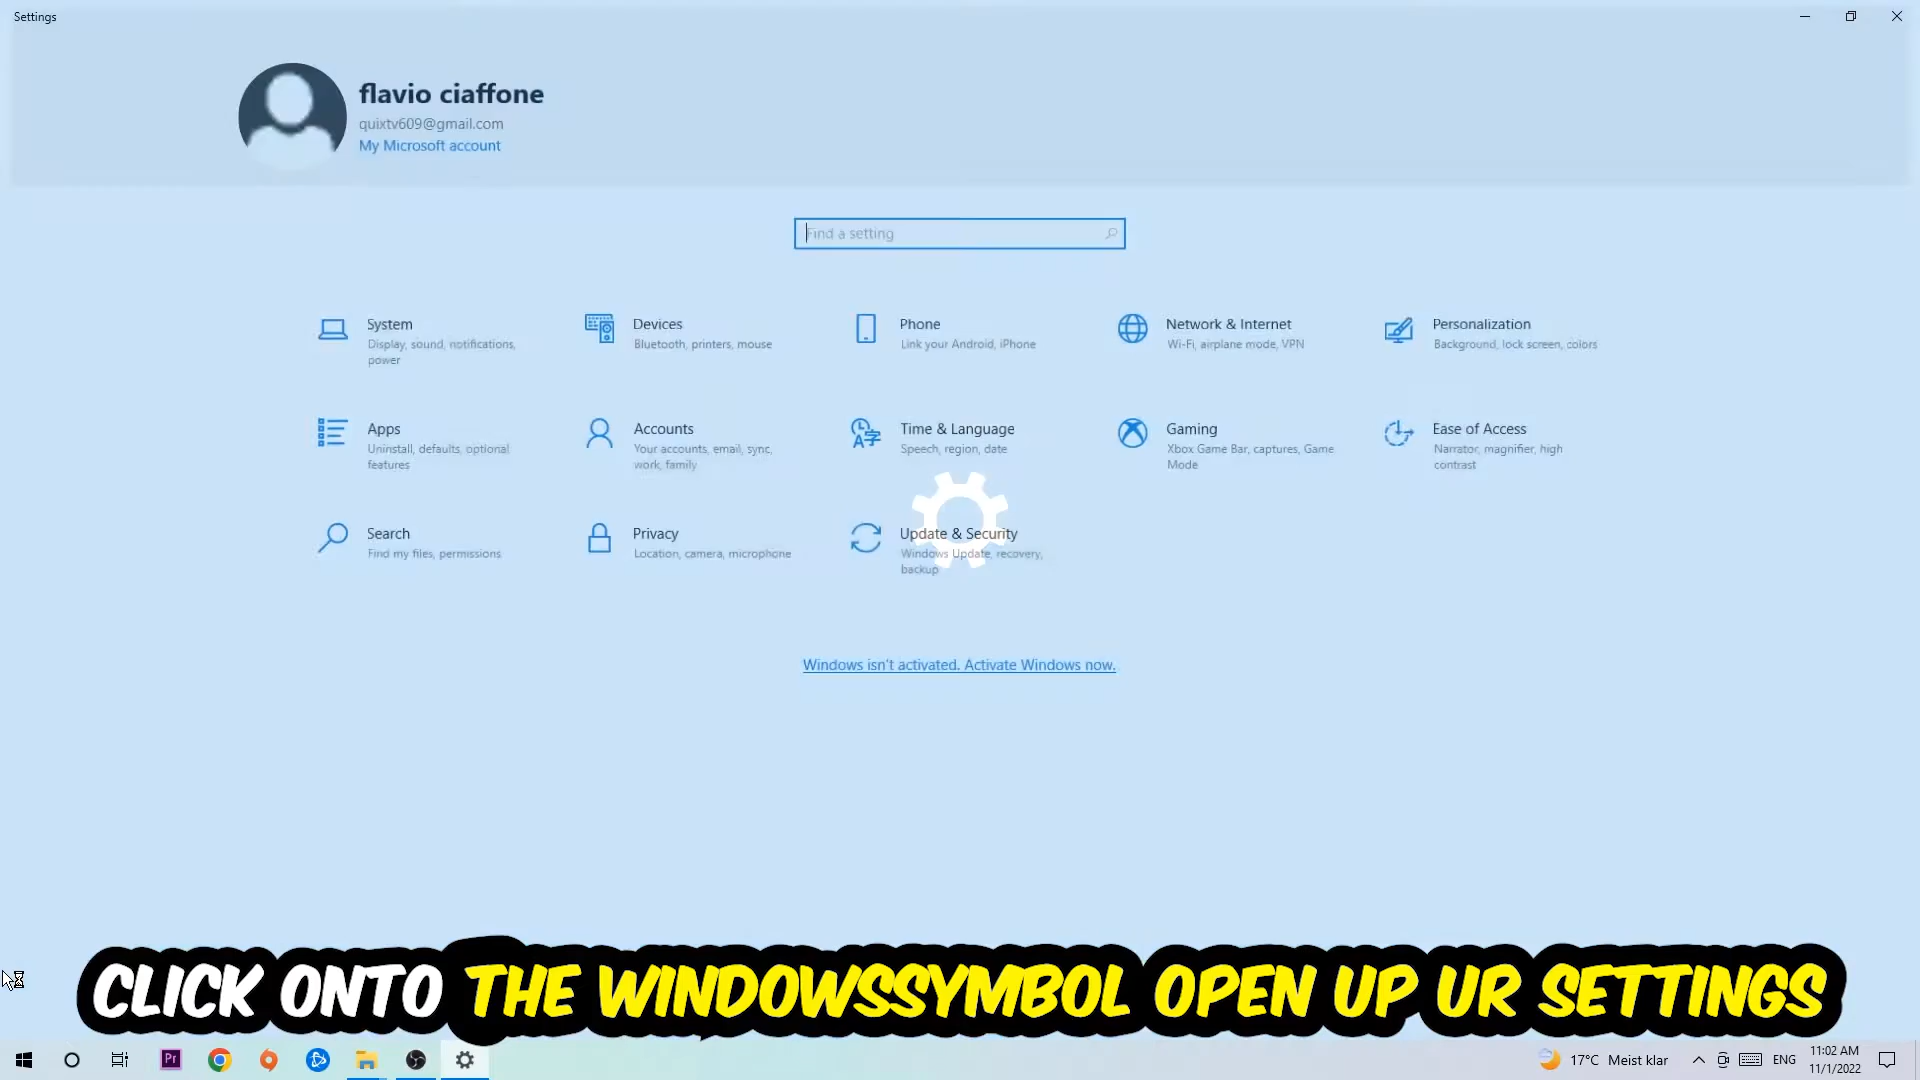 Settings
flavio ciaffone
quixtv609@gmail.com
My Microsoft account
Find a setting
System
Display, sound, notifications,
power
Devices
Bluetooth, printers, mouse
Phone
Link your Android, iPhone
Network & Internet
Wi-Fi, airplane mode, VPN
Personalization
Background, lock screen, colors
Apps
Uninstall, defaults, optional
features
Accounts
Your accounts, email, sync,
work, family
Time & Language
Speech, region, date
Gaming
Xbox Game Bar, captures, Game
Mode
Ease of Access
Narrator, magnifier, high
contrast
Search
Find my files, permissions
Privacy
Location, camera, microphone
Update & Security
Windows Update, recovery,
backup
Windows isn't activated. Activate Windows now.
CLICK ONTO THE WINDOWSSYMBOL OPEN UP UR SETTINGS
Pr
17°C Meist klar
ENG
11:02 AM
11/1/2022